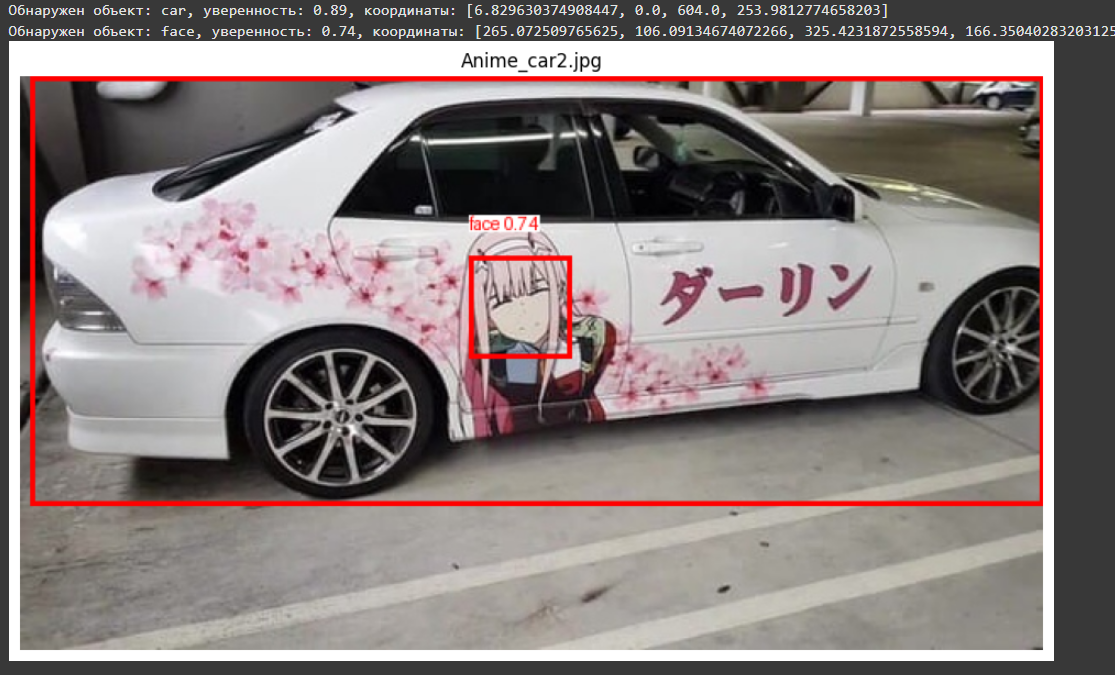 Обнаружен объект: car, уверенность: 0.89, координаты: [6.829630374908447, 0.0, 604.0, 253.9812774658203]
Обнаружен объект: face, уверенность: 0.74, координаты: [265.072509765625, 106.09134674072266, 325.4231872558594, 166.35040283203125
Anime_car2.jpg
face 0.74
ダーリン